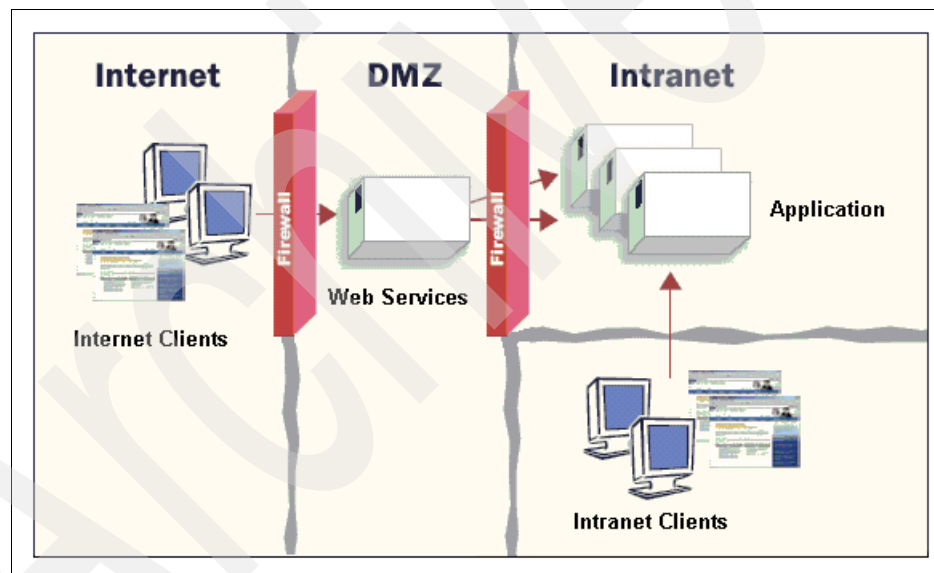 Internet
DMZ
Intranet
Firewall
Firewall
Application
Web Services
Internet Clients
Intranet Clients